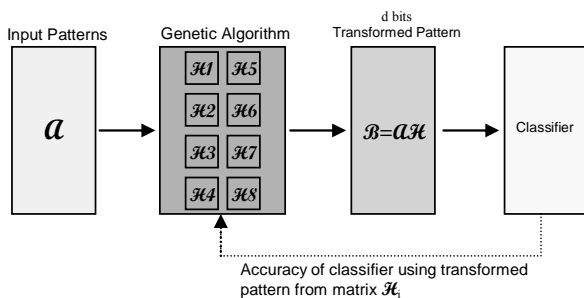 Input Patterns
Genetic Algorithm
d bits
Transformed Pattern
𝒜
ℋ1 ℋ5
ℋ2 ℋ6
ℋ3 ℋ7
ℋ4 ℋ8
ℬ=𝒜ℋ
Classifier
Accuracy of classifier using transformed
pattern from matrix ℋi